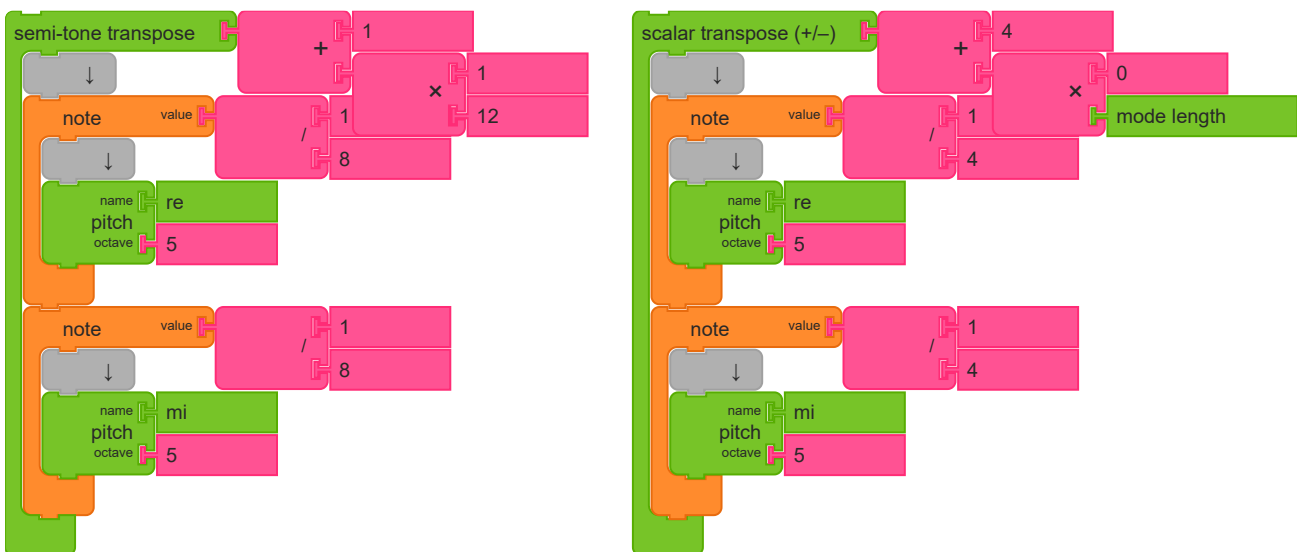 semi-tone transpose + 1
× 1
12
↓
note value / 1
8
↓
name re
pitch
octave 5
note value / 1
8
↓
name mi
pitch
octave 5
scalar transpose (+/–) + 4
× 0
mode length
↓
note value / 1
4
↓
name re
pitch
octave 5
note value / 1
4
↓
name mi
pitch
octave 5